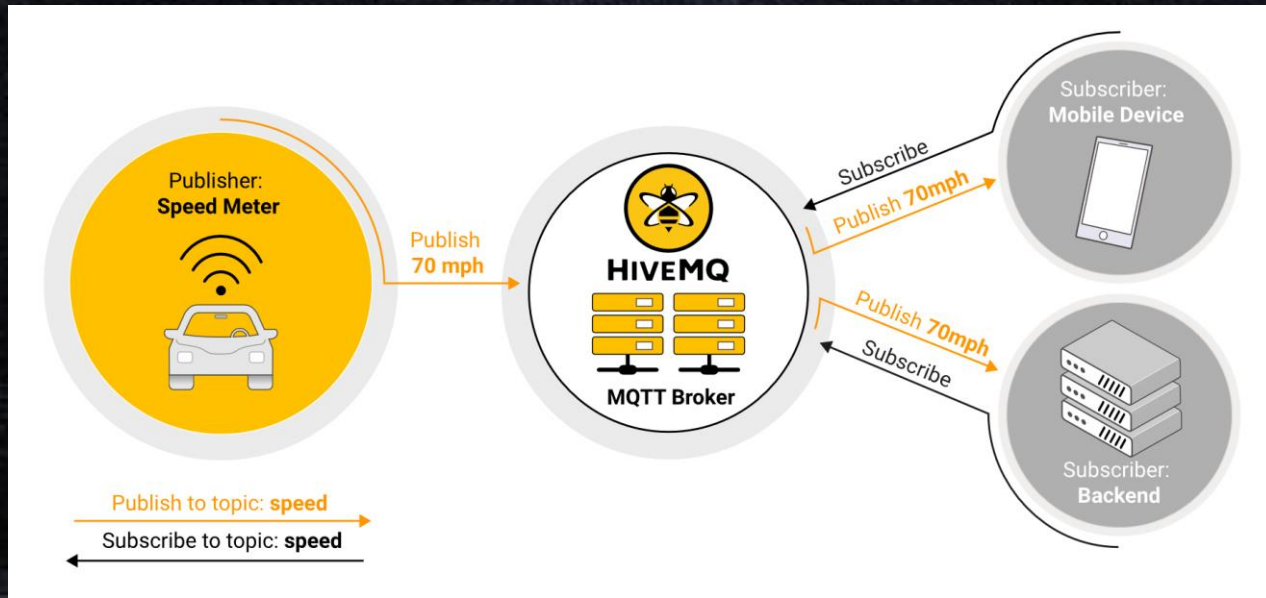 Publisher:
Speed Meter
Publish
70 mph
HIVEMQ
MQTT Broker
Subscribe
Publish 70mph
Subscriber:
Mobile Device
Publish 70mph
Subscribe
Subscriber:
Backend
Publish to topic: speed
Subscribe to topic: speed